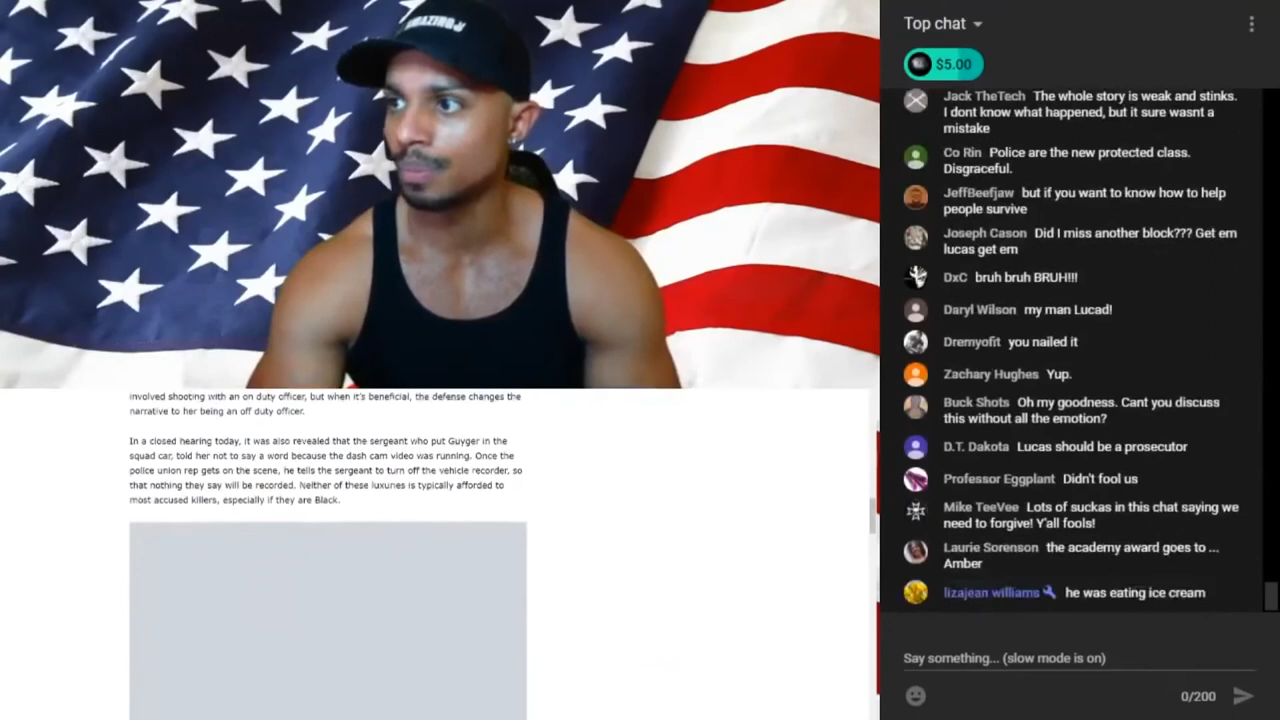 Top chat
$5.00
Jack TheTech The whole story is weak and stinks.
I dont know what happened, but it sure wasnt a
mistake
Co Rin Police are the new protected class.
Disgraceful.
JeffBeefjaw but if you want to know how to help
people survive
Joseph Cason Did I miss another block??? Get em
lucas get em
DxC bruh bruh BRUH!!!
Daryl Wilson my man Lucad!
Dremyofit you nailed it
Zachary Hughes Yup.
Buck Shots Oh my goodness. Cant you discuss
this without all the emotion?
D.T. Dakota Lucas should be a prosecutor
Professor Eggplant Didn't fool us
Mike TeeVee Lots of suckas in this chat saying we
need to forgive! Y'all fools!
Laurie Sorenson the academy award goes to ...
Amber
lizajean williams he was eating ice cream
Say something... (slow mode is on)
0/200
involved shooting with an on duty officer, but when it's beneficial, the defense changes the
narrative to her being an off duty officer.
In a closed hearing today, it was also revealed that the sergeant who put Guyger in the
squad car, told her not to say a word because the dash cam video was running. Once the
police union rep gets on the scene, he tells the sergeant to turn off the vehicle recorder, so
that nothing they say will be recorded. Neither of these luxuries is typically afforded to
most accused killers, especially if they are Black.